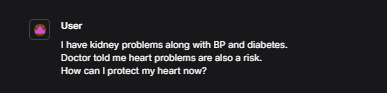 User
I have kidney problems along with BP and diabetes.
Doctor told me heart problems are also a risk.
How can I protect my heart now?